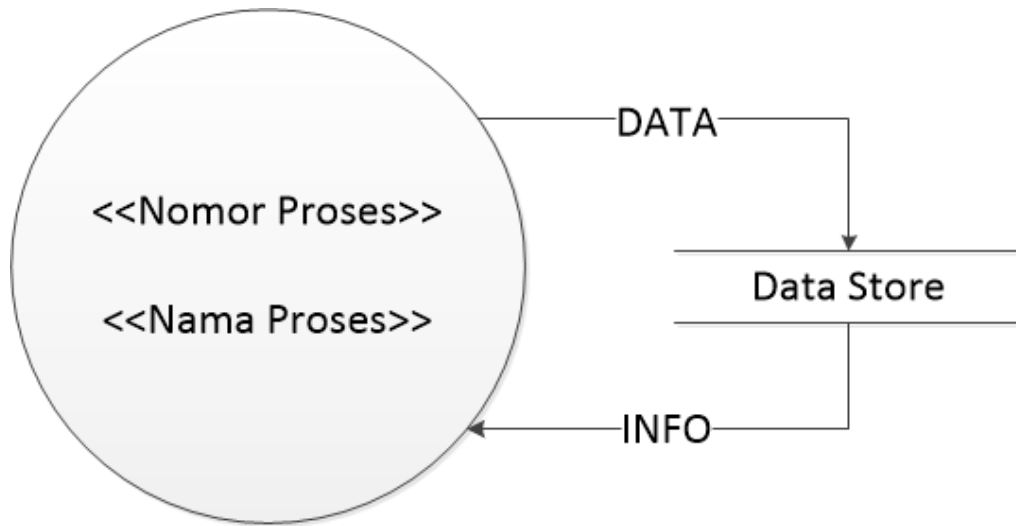 DATA
<<Nomor Proses>>
<<Nama Proses>>
Data Store
INFO